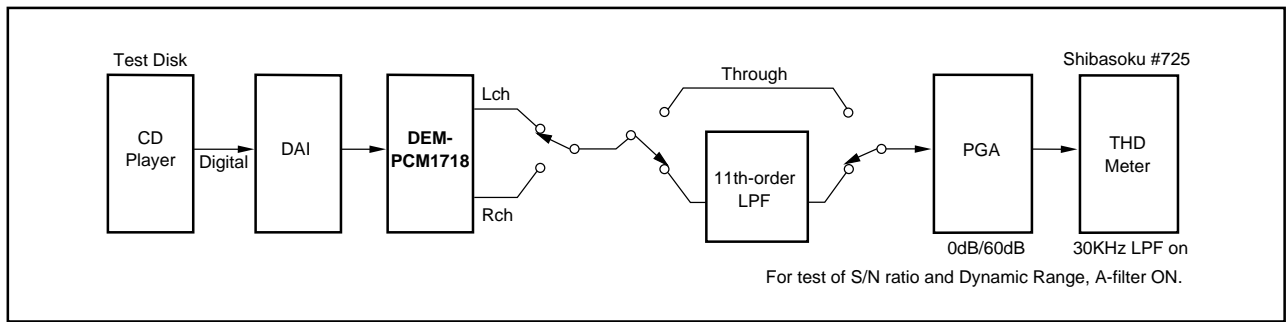 Test Disk
CD
Player
Digital
DAI
DEM-
PCM1718
Lch
Rch
Through
11th-order
LPF
PGA
0dB/60dB
Shibasoku #725
THD
Meter
30KHz LPF on
For test of S/N ratio and Dynamic Range, A-filter ON.